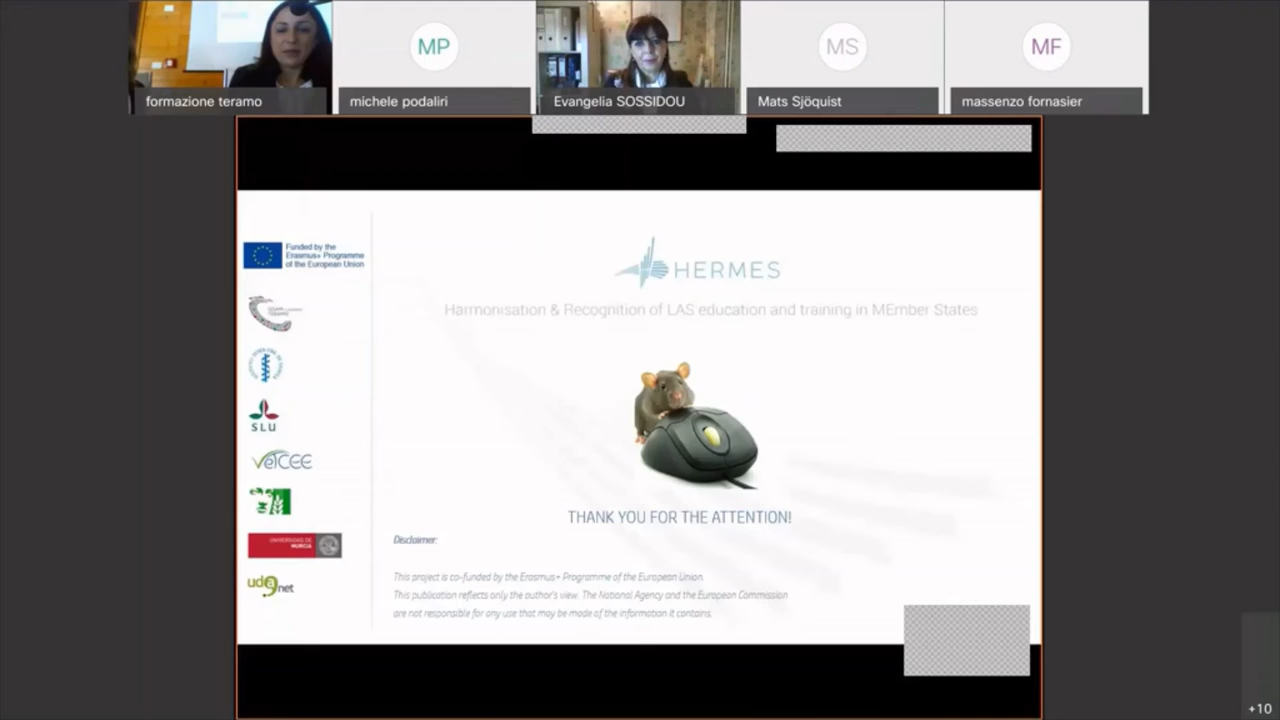 MP
MS
MF
formazione teramo
michele podaliri
Evangelia SOSSIDOU
Mats Sjöquist
massenzo fornasier
Funded by the
Erasmus+ Programme
of the European Union
HERMES
Harmonisation & Recognition of LAS education and training in MEmber States
TERAMO
SLU
VetCEE
UNIVERSIDAD DE
MURCIA
udanet
THANK YOU FOR THE ATTENTION!
Disclaimer:
This project is co-funded by the Erasmus+ Programme of the European Union.
This publication reflects only the author's view. The National Agency and the European Commission
are not responsible for any use that may be made of the information it contains.
+10